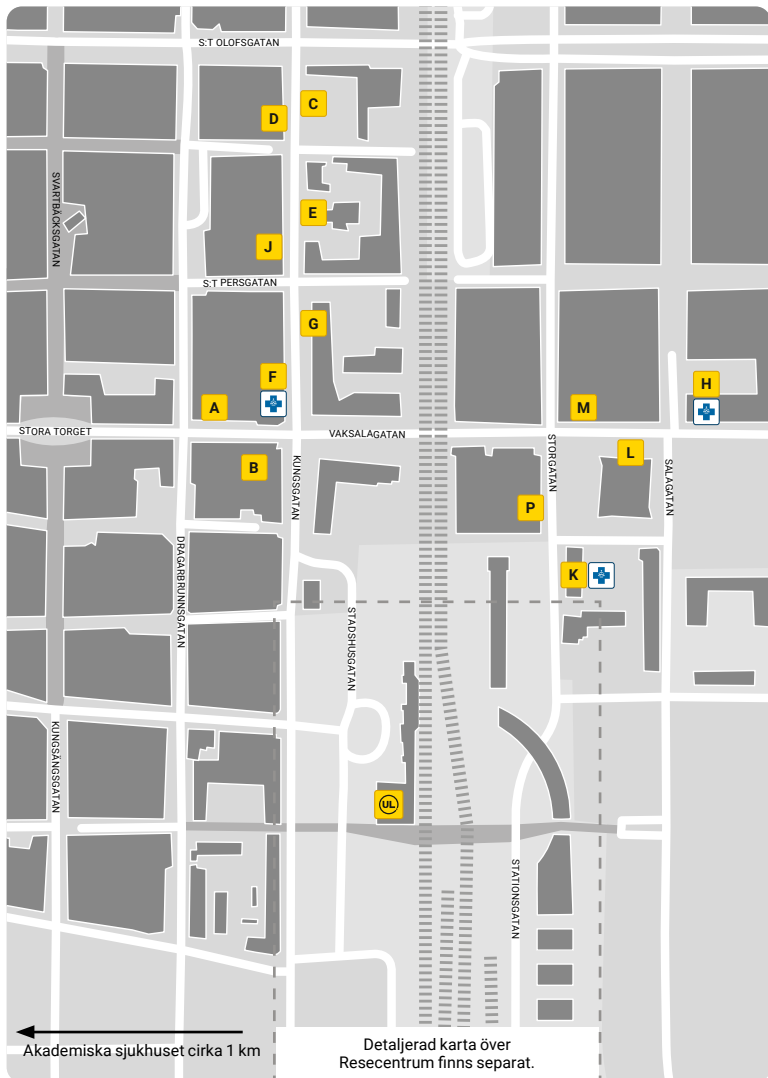 S:T OLOFSGATAN
C
D
SVARTBÄCKSGATAN
E
J
S:T PERSGATAN
G
F
A
H
M
STORA TORGET
VAKSALAGATAN
B
KUNGSGATAN
STORGATAN
L
SALAGATAN
P
DRAGARBRUNNSGATAN
K
STADSHUSGATAN
KUNGSÄNGSGATAN
UL
STATIONSGATAN
Akademiska sjukhuset cirka 1 km
Detaljerad karta över
Resecentrum finns separat.